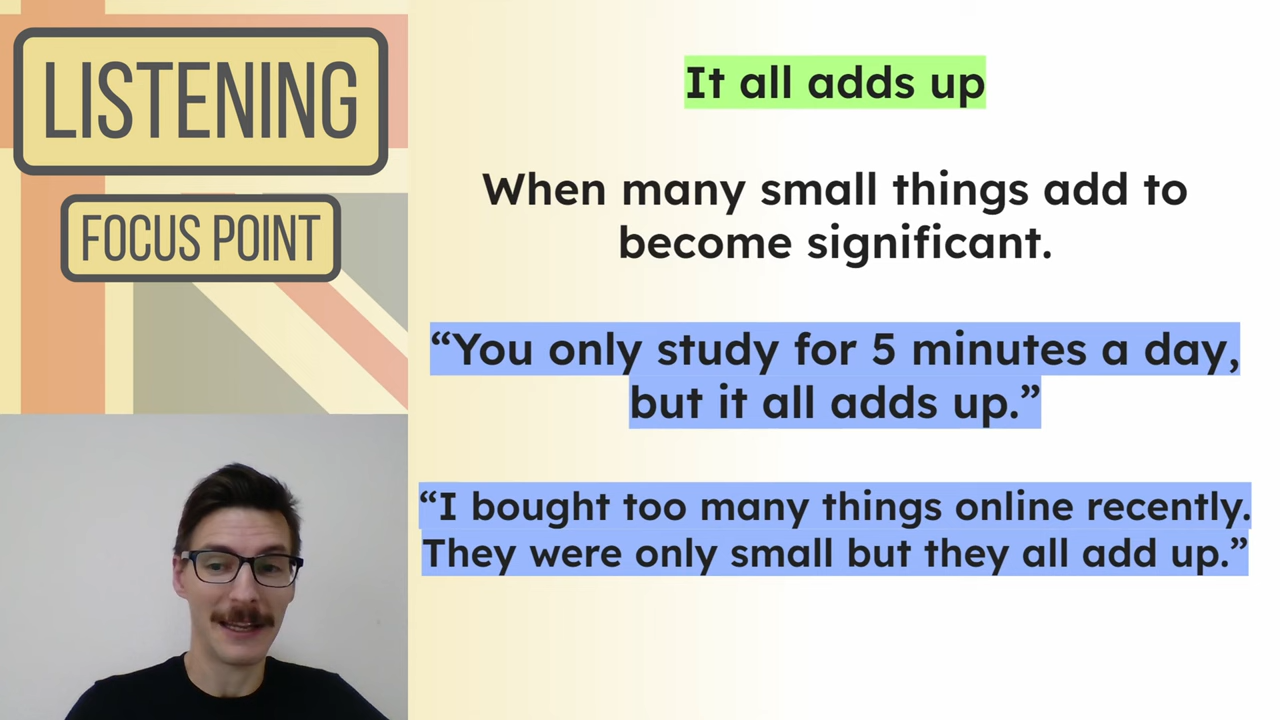 LISTENING
FOCUS POINT
It all adds up
When many small things add to
become significant.
“You only study for 5 minutes a day,
but it all adds up.”
“I bought too many things online recently.
They were only small but they all add up.”